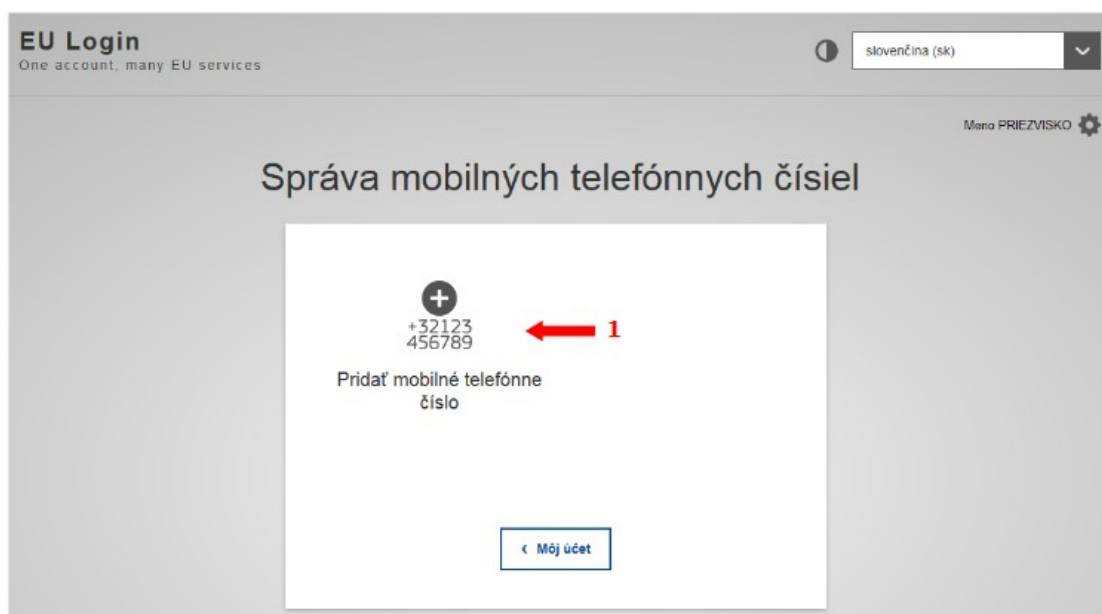 EU Login
One account, many EU services
slovenčina (sk)
Meno PRIEZVISKO
Správa mobilných telefónnych čísiel
+32123
456789
1
Pridať mobilné telefónne
číslo
‹ Môj účet